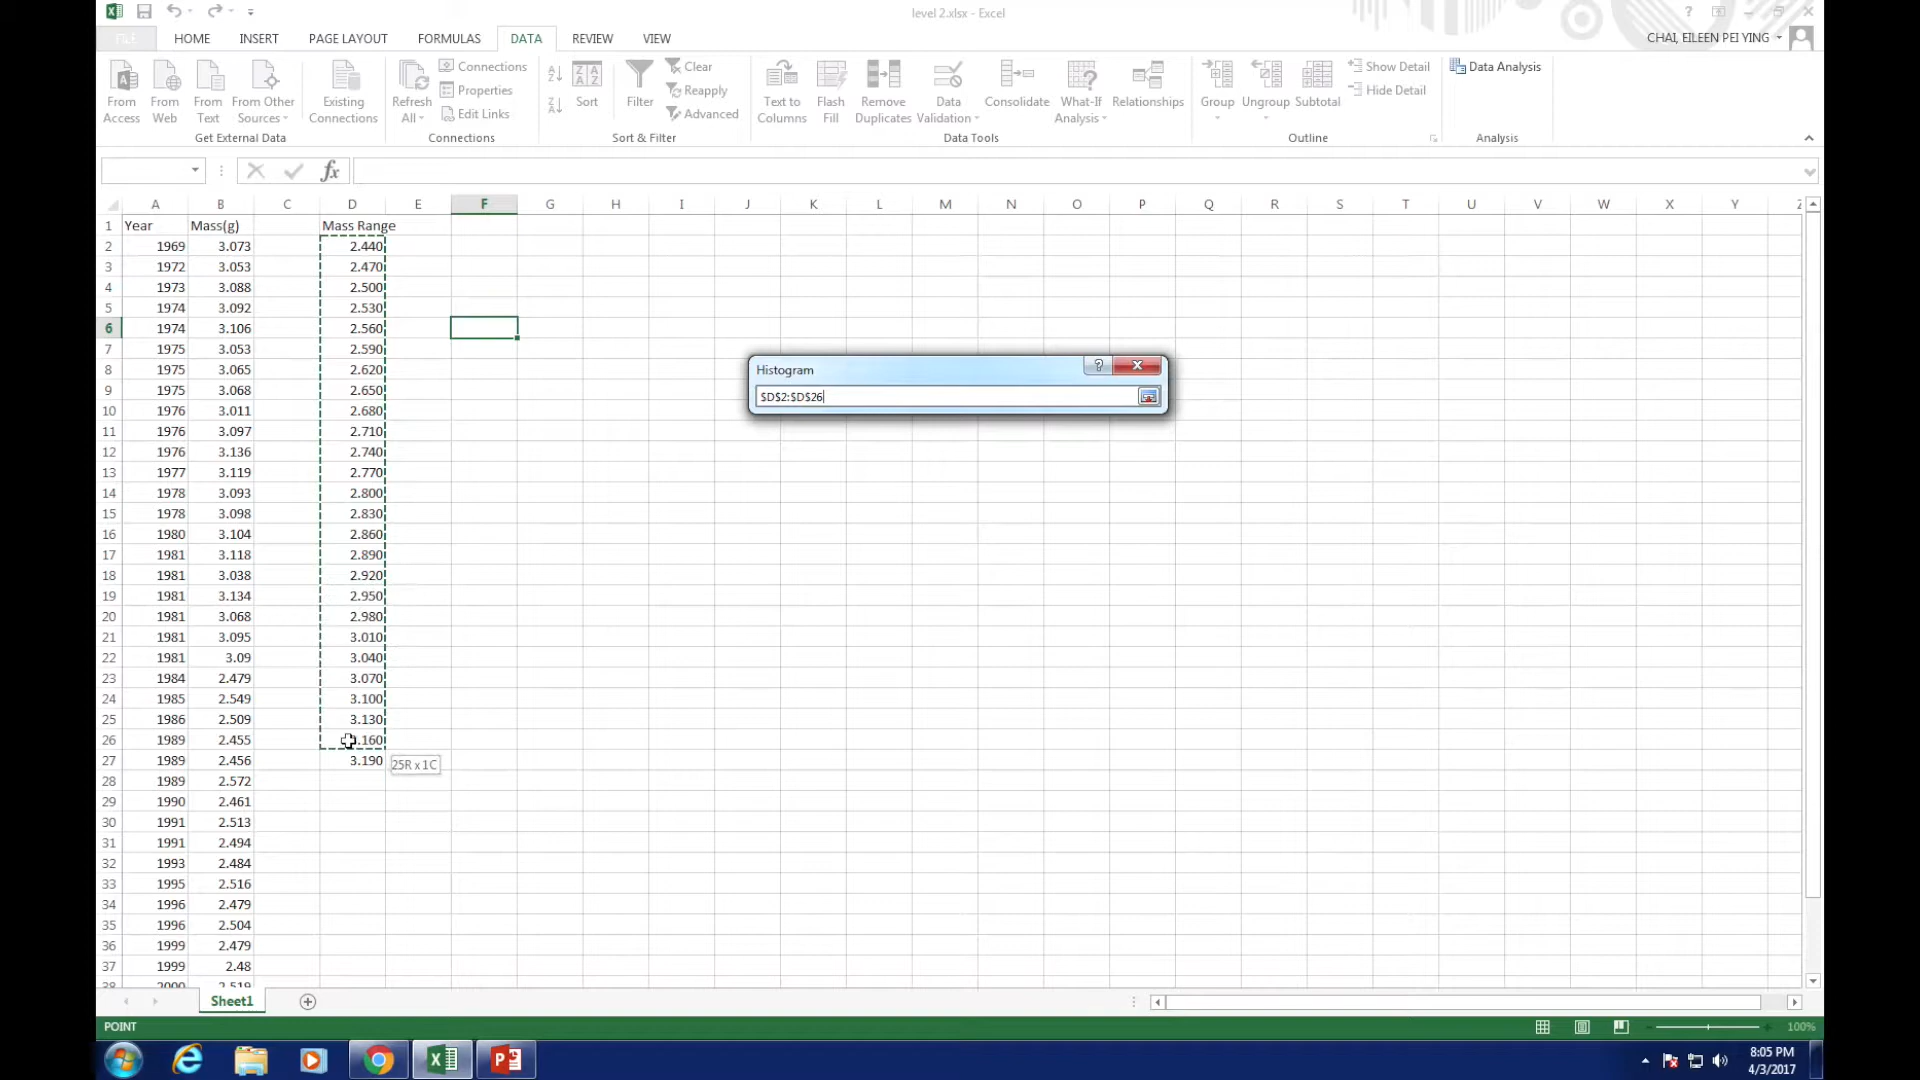 level 2.xlsx - Excel
FILE HOME INSERT PAGE LAYOUT FORMULAS DATA REVIEW VIEW
CHAI, EILEEN PEI YING
From Access
From Web
From Text
From Other Sources
Existing Connections
Refresh All
Connections
Properties
Edit Links
Sort
Filter
Clear
Reapply
Advanced
Text to Columns
Flash Fill
Remove Duplicates
Data Validation
Consolidate
What-If Analysis
Relationships
Group
Ungroup
Subtotal
Show Detail
Hide Detail
Data Analysis
Get External Data
Connections
Sort & Filter
Data Tools
Outline
Analysis
fx
A B C D E F G H I J K L M N O P Q R S T U V W X Y
1 Year Mass(g) Mass Range
2 1969 3.073 2.440
3 1972 3.053 2.470
4 1973 3.088 2.500
5 1974 3.092 2.530
6 1974 3.106 2.560
7 1975 3.053 2.590
8 1975 3.065 2.620
9 1975 3.068 2.650
10 1976 3.011 2.680
11 1976 3.097 2.710
12 1976 3.136 2.740
13 1977 3.119 2.770
14 1978 3.093 2.800
15 1978 3.098 2.830
16 1980 3.104 2.860
17 1981 3.118 2.890
18 1981 3.038 2.920
19 1981 3.134 2.950
20 1981 3.068 2.980
21 1981 3.095 3.010
22 1981 3.09 3.040
23 1984 2.479 3.070
24 1985 2.549 3.100
25 1986 2.509 3.130
26 1989 2.455 .160
27 1989 2.456 3.190
25R x 1C
28 1989 2.572
29 1990 2.461
30 1991 2.513
31 1991 2.494
32 1993 2.484
33 1995 2.516
34 1996 2.479
35 1996 2.504
36 1999 2.479
37 1999 2.48
38 2000 2.519
Histogram
$D$2:$D$26
Sheet1
POINT
100%
8:05 PM
4/3/2017